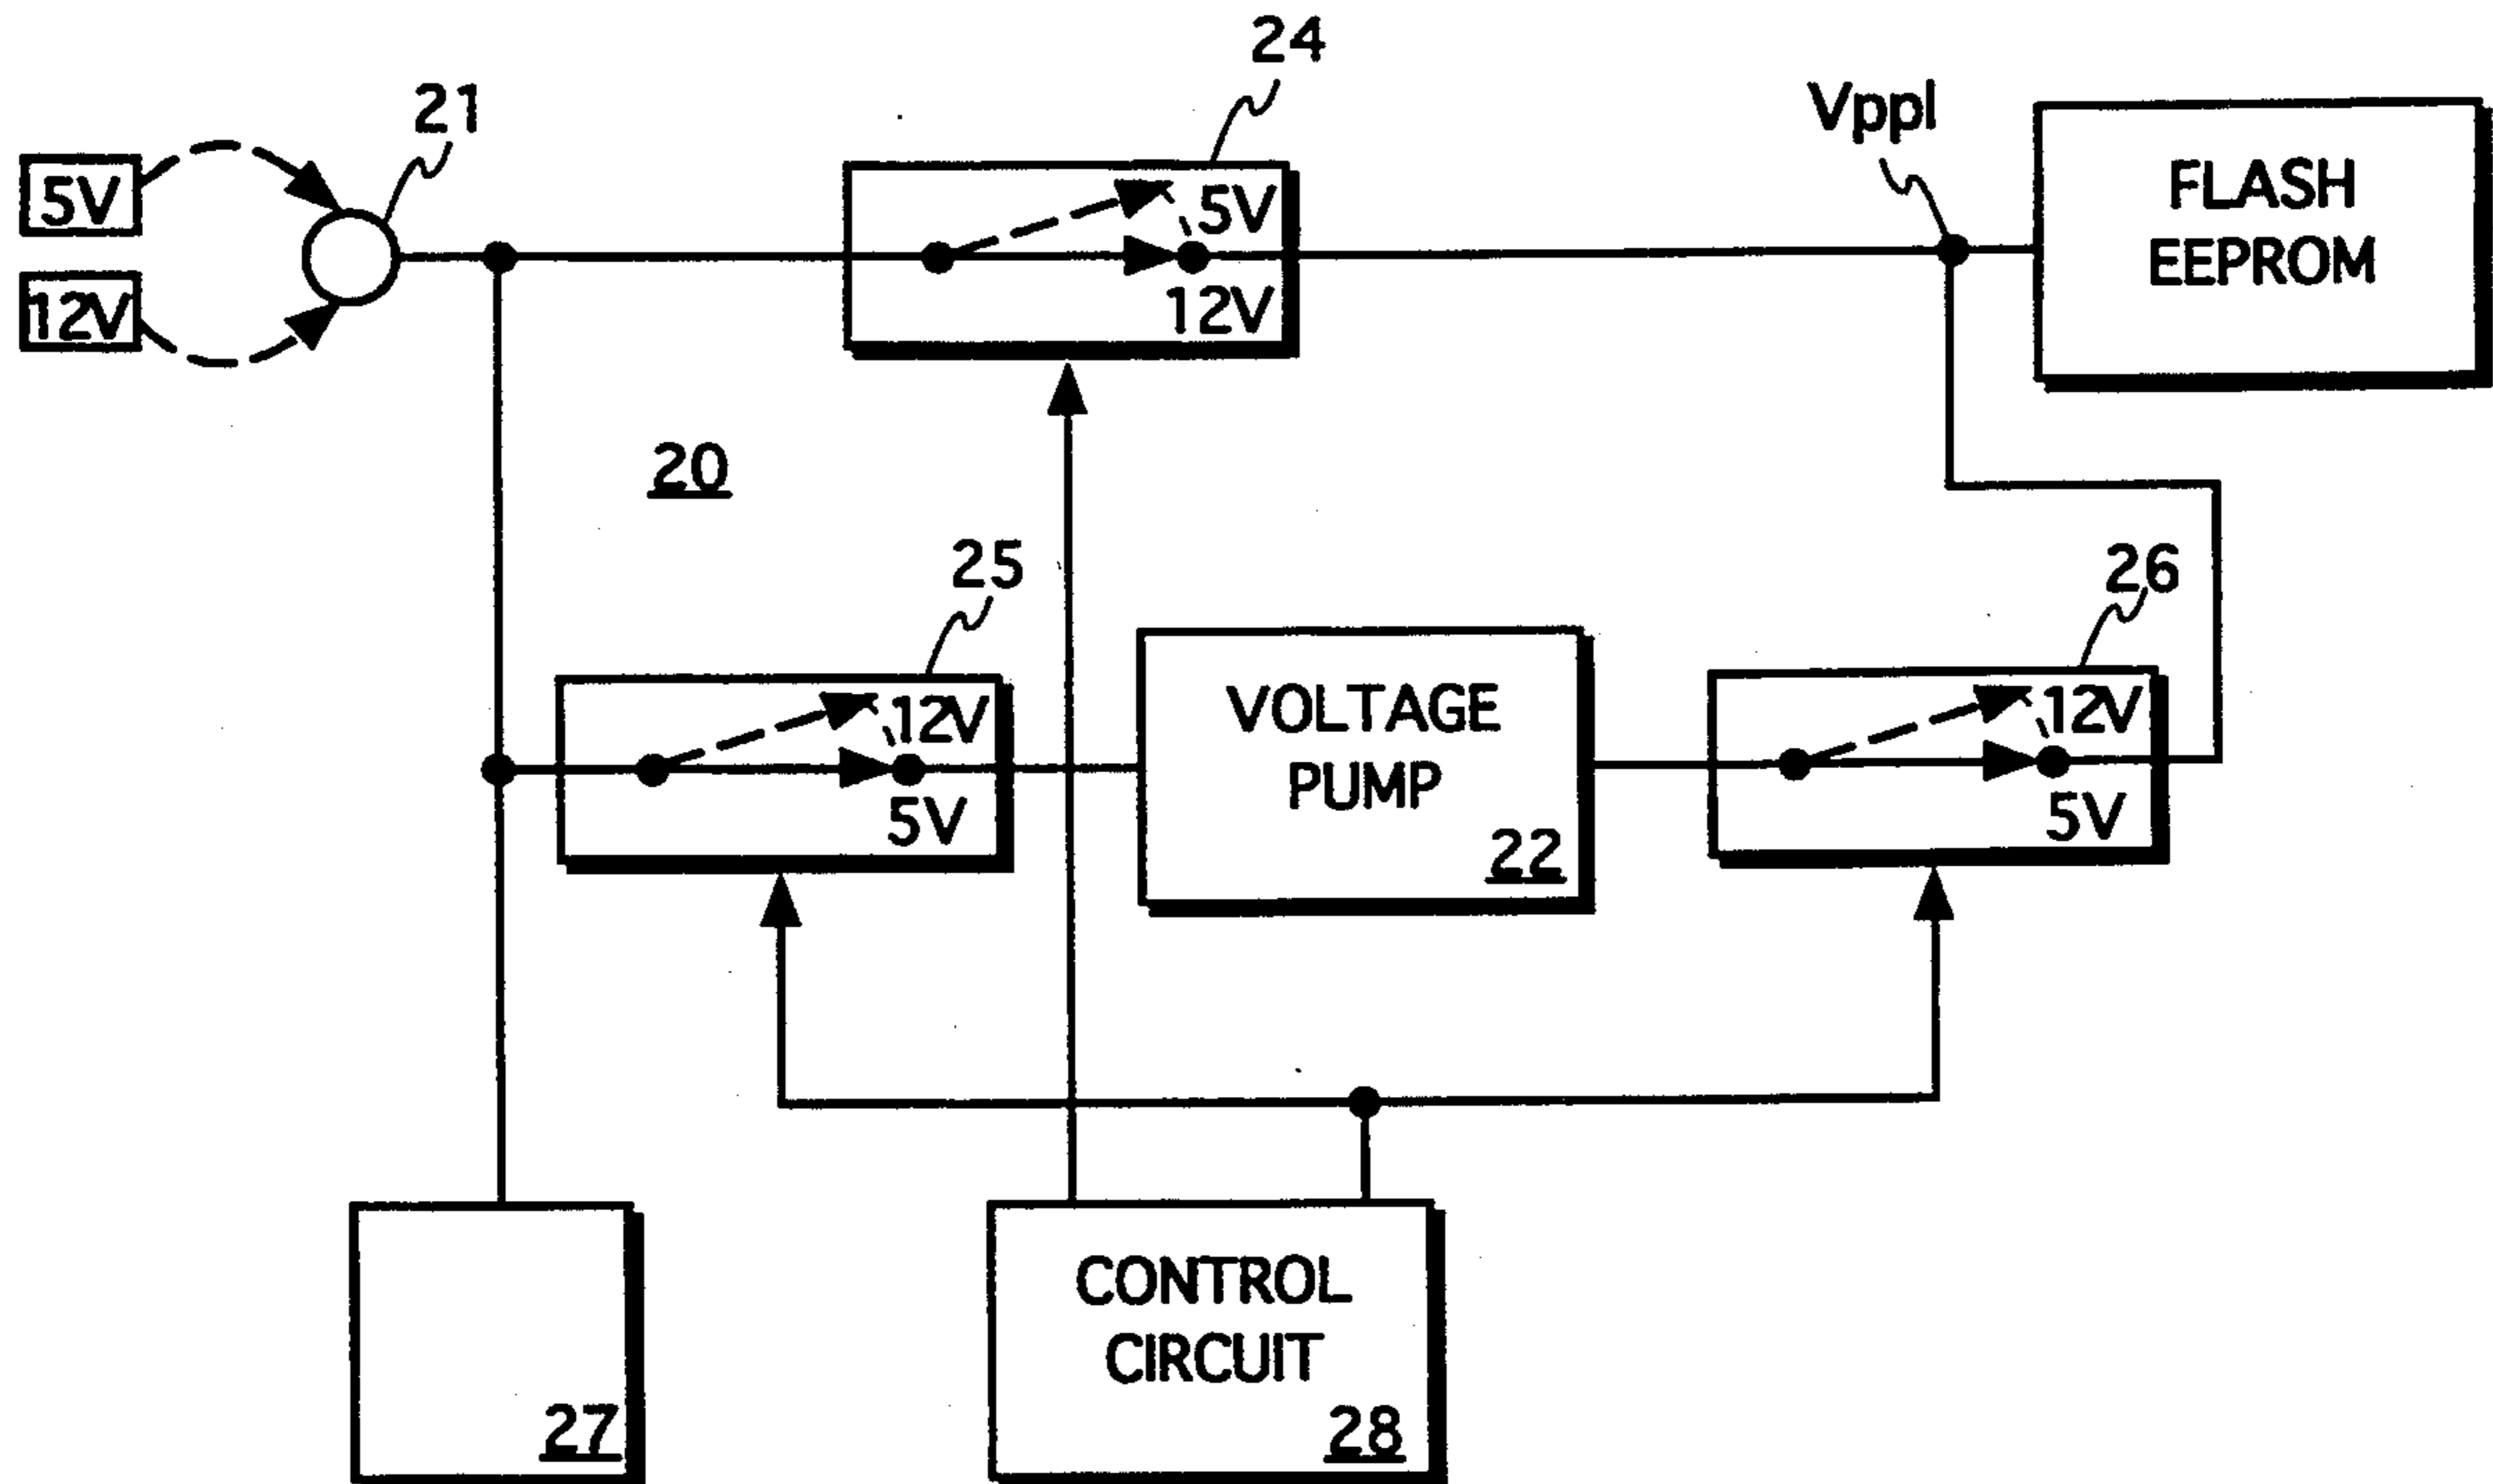 24
21
Vppl
5V
12V
5V
12V
FLASH
EEPROM
20
25
26
12V
5V
VOLTAGE
PUMP
22
12V
5V
27
CONTROL
CIRCUIT
28